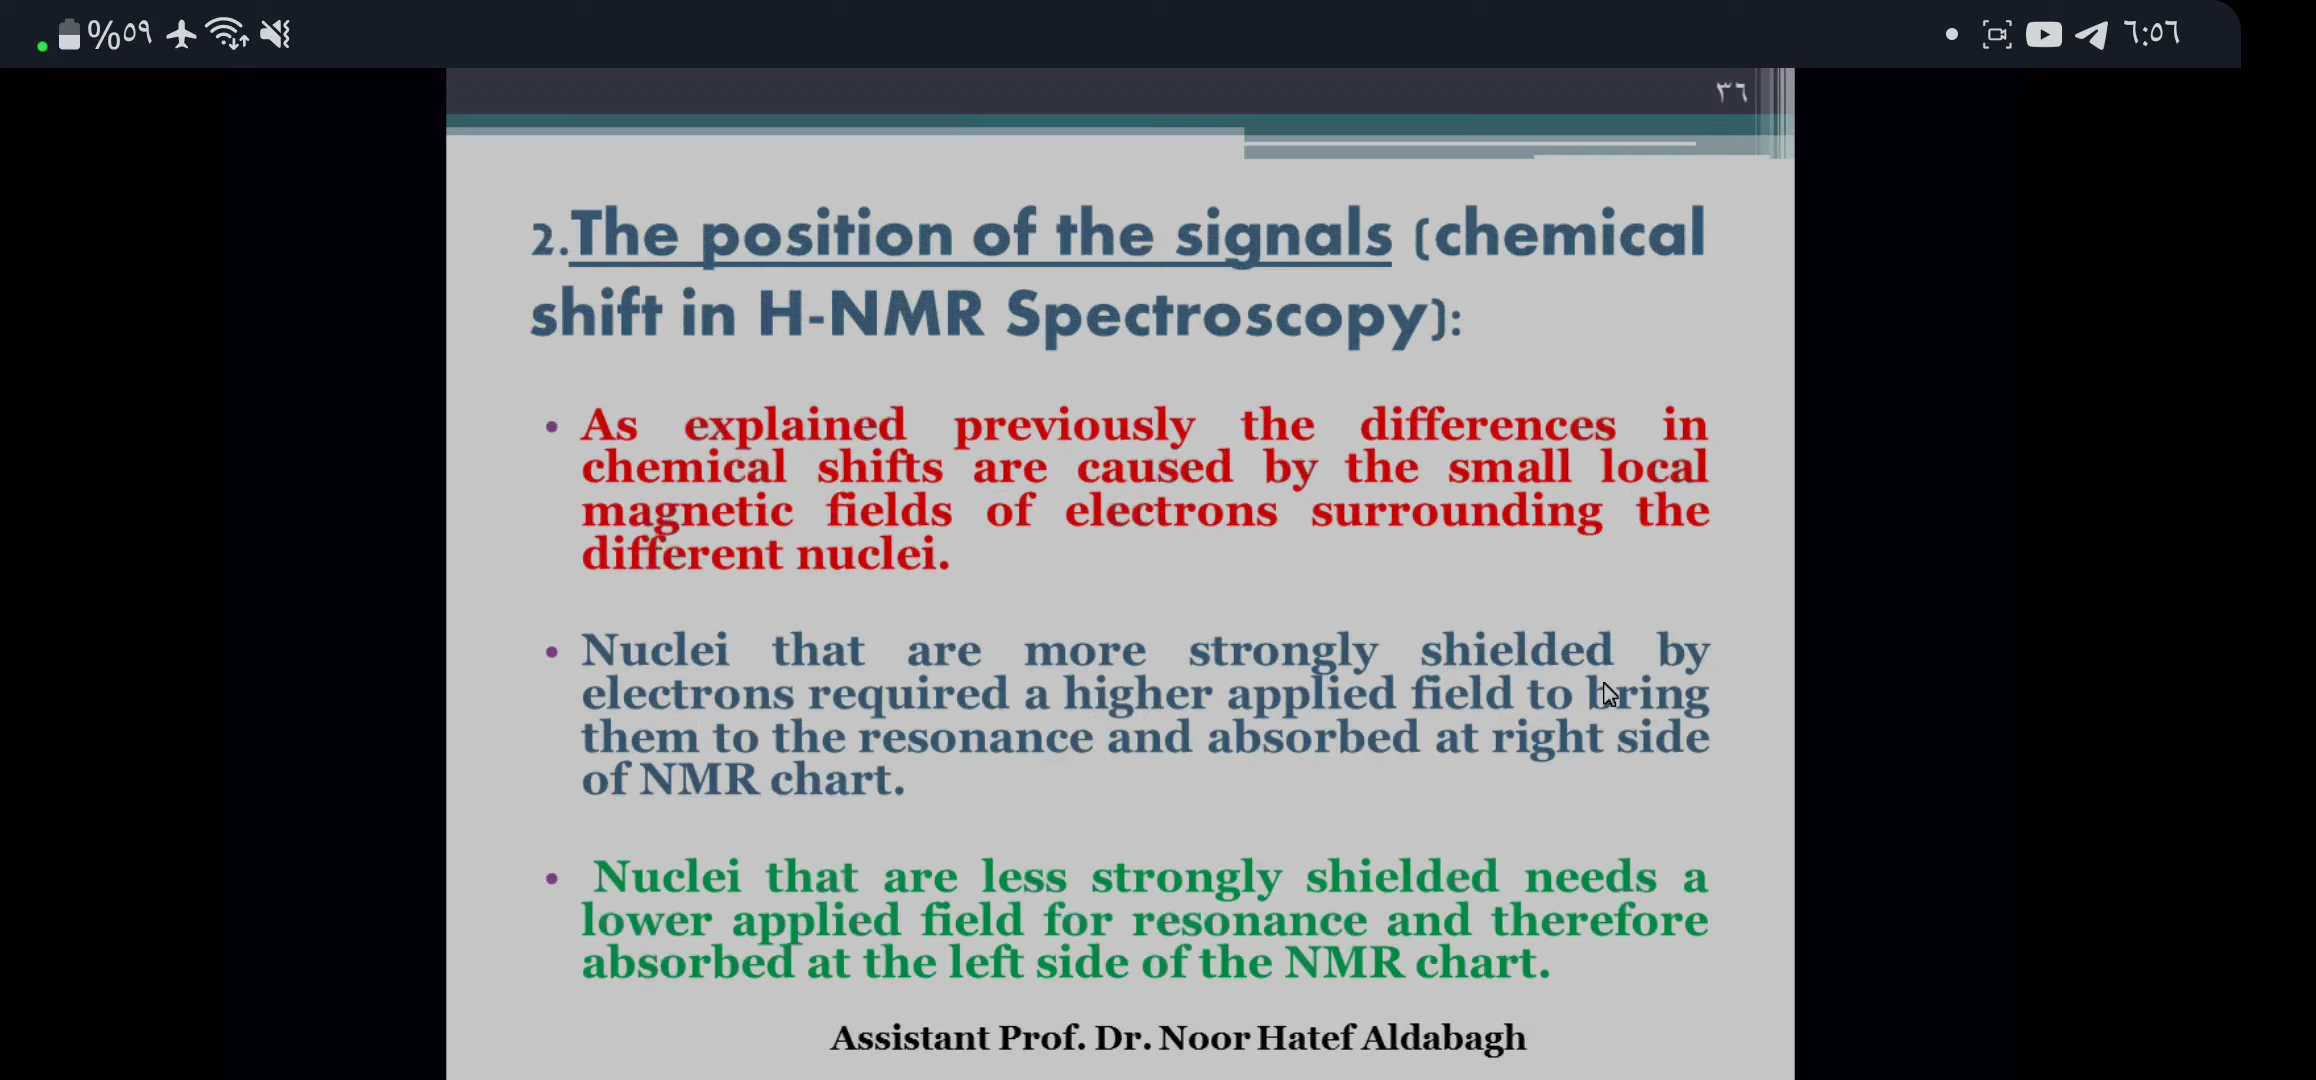 %٥٩
٦:٥٦
٣٦
2.The position of the signals (chemical
shift in H-NMR Spectroscopy):
• As explained previously the differences in
chemical shifts are caused by the small local
magnetic fields of electrons surrounding the
different nuclei.
• Nuclei that are more strongly shielded by
electrons required a higher applied field to bring
them to the resonance and absorbed at right side
of NMR chart.
• Nuclei that are less strongly shielded needs a
lower applied field for resonance and therefore
absorbed at the left side of the NMR chart.
Assistant Prof. Dr. Noor Hatef Aldabagh